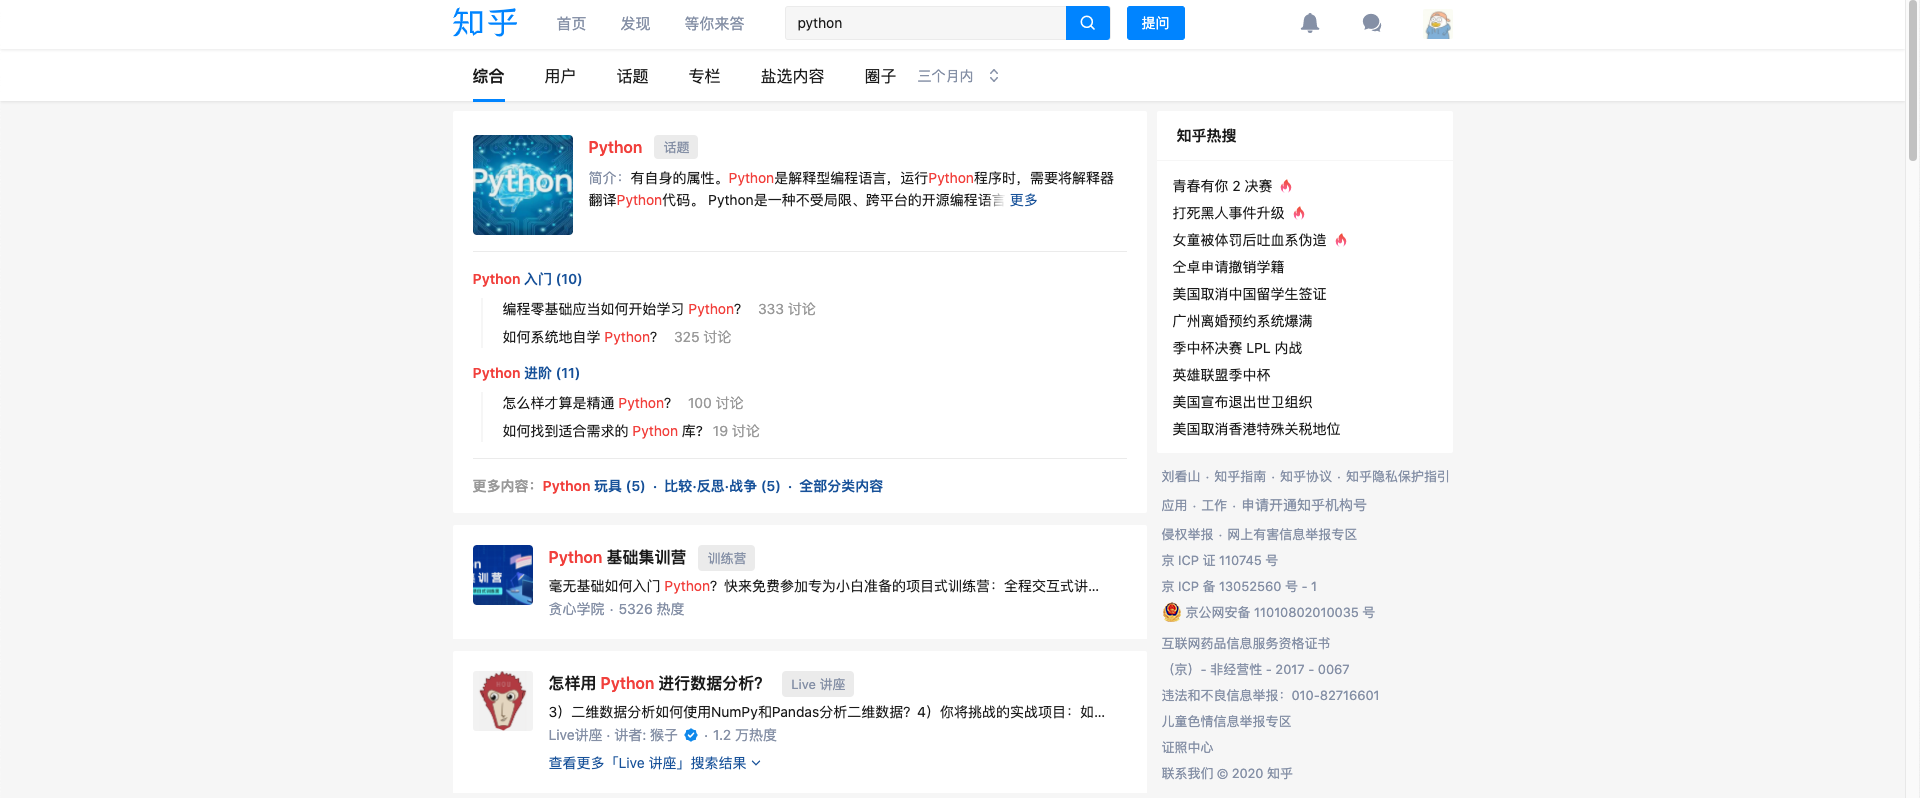 知乎 首页 发现 等你来答 python 提问
综合 用户 话题 专栏 盐选内容 圈子 三个月内
Python
Python 话题
简介：有自身的属性。Python是解释型编程语言，运行Python程序时，需要将解释器
翻译Python代码。 Python是一种不受局限、跨平台的开源编程语言 更多
Python 入门 (10)
编程零基础应当如何开始学习 Python？ 333 讨论
如何系统地自学 Python？ 325 讨论
Python 进阶 (11)
怎么样才算是精通 Python？ 100 讨论
如何找到适合需求的 Python 库？ 19 讨论
更多内容：Python 玩具 (5) · 比较·反思·战争 (5) · 全部分类内容
Python 基础集训营 训练营
毫无基础如何入门 Python？快来免费参加专为小白准备的项目式训练营：全程交互式讲...
贪心学院 · 5326 热度
怎样用 Python 进行数据分析？ Live 讲座
3）二维数据分析如何使用NumPy和Pandas分析二维数据？4）你将挑战的实战项目：如...
Live讲座 · 讲者: 猴子 · 1.2 万热度
查看更多「Live 讲座」搜索结果
知乎热搜
青春有你 2 决赛
打死黑人事件升级
女童被体罚后吐血系伪造
仝卓申请撤销学籍
美国取消中国留学生签证
广州离婚预约系统爆满
季中杯决赛 LPL 内战
英雄联盟季中杯
美国宣布退出世卫组织
美国取消香港特殊关税地位
刘看山 · 知乎指南 · 知乎协议 · 知乎隐私保护指引
应用 · 工作 · 申请开通知乎机构号
侵权举报 · 网上有害信息举报专区
京 ICP 证 110745 号
京 ICP 备 13052560 号 - 1
京公网安备 11010802010035 号
互联网药品信息服务资格证书
（京）- 非经营性 - 2017 - 0067
违法和不良信息举报：010-82716601
儿童色情信息举报专区
证照中心
联系我们 © 2020 知乎